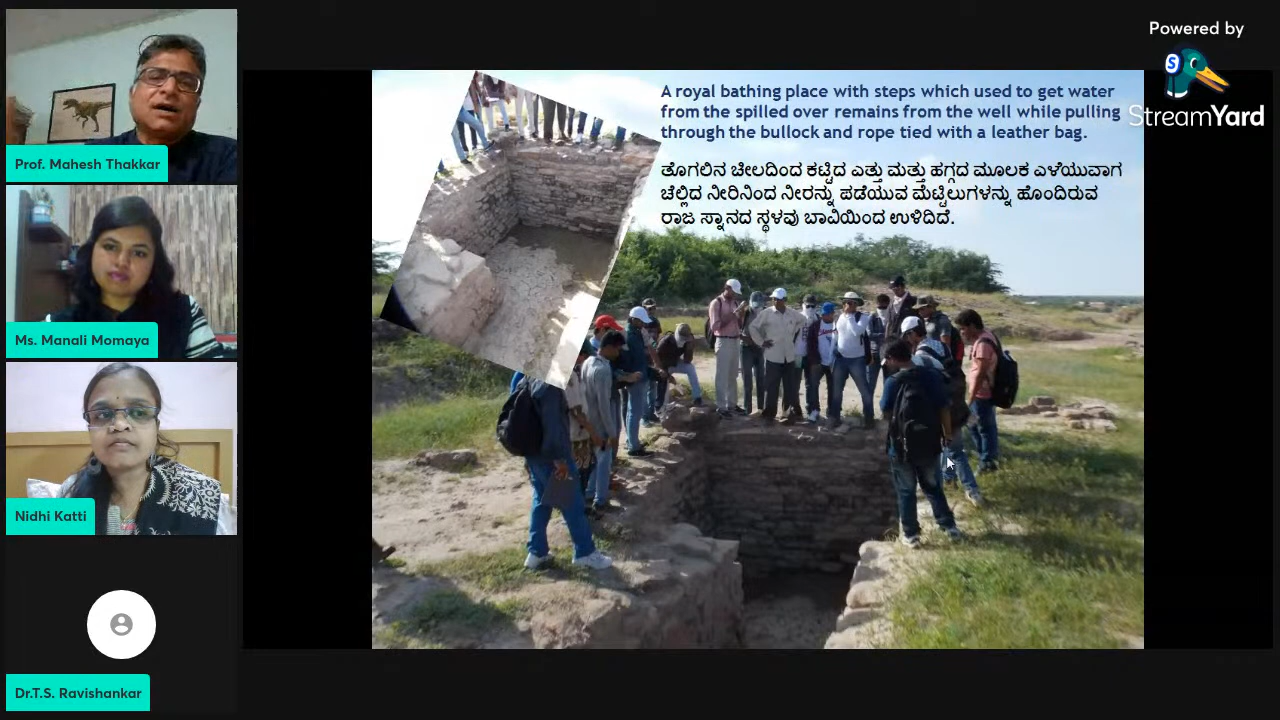 Prof. Mahesh Thakkar
Ms. Manali Momaya
Nidhi Katti
Dr.T.S. Ravishankar
A royal bathing place with steps which used to get water
from the spilled over remains from the well while pulling
through the bullock and rope tied with a leather bag.
ತೊಗಲಿನ ಚೀಲದಿಂದ ಕಟ್ಟಿದ ಎತ್ತು ಮತ್ತು ಹಗ್ಗದ ಮೂಲಕ ಎಳೆಯುವಾಗ
ಚೆಲ್ಲಿದ ನೀರಿನಿಂದ ನೀರನ್ನು ಪಡೆಯುವ ಮೆಟ್ಟಿಲುಗಳನ್ನು ಹೊಂದಿರುವ
ರಾಜ ಸ್ನಾನದ ಸ್ಥಳವು ಬಾವಿಯಿಂದ ಉಳಿದಿದೆ.
Powered by
S
StreamYard